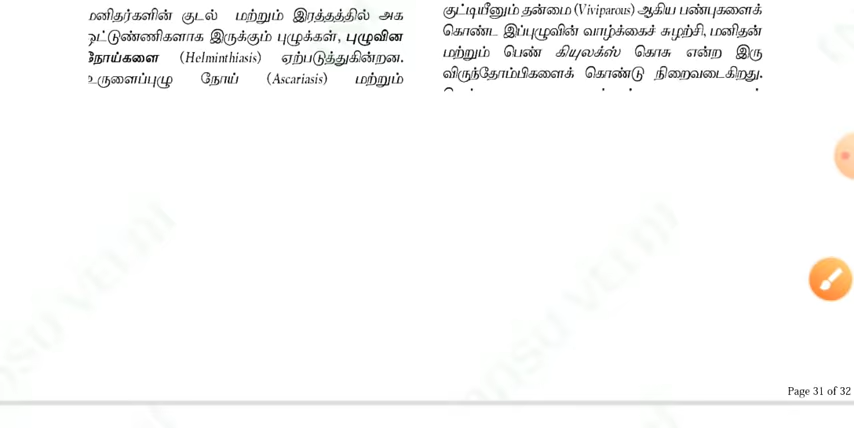 மனிதர்களின் குடல் மற்றும் இரத்தத்தில் அக
ஒட்டுண்ணிகளாக இருக்கும் புழுக்கள், புழுவின
நோய்களை (Helminthiasis) ஏற்படுத்துகின்றன.
உருளைப்புழு நோய் (Ascariasis) மற்றும்
குட்டியீனும் தன்மை (Viviparous) ஆகிய பண்புகளைக்
கொண்ட இப்புழுவின் வாழ்க்கைச் சுழற்சி, மனிதன்
மற்றும் பெண் கியுலக்ஸ் கொசு என்ற இரு
விருந்தோம்பிகளைக் கொண்டு நிறைவடைகிறது.
Page 31 of 32